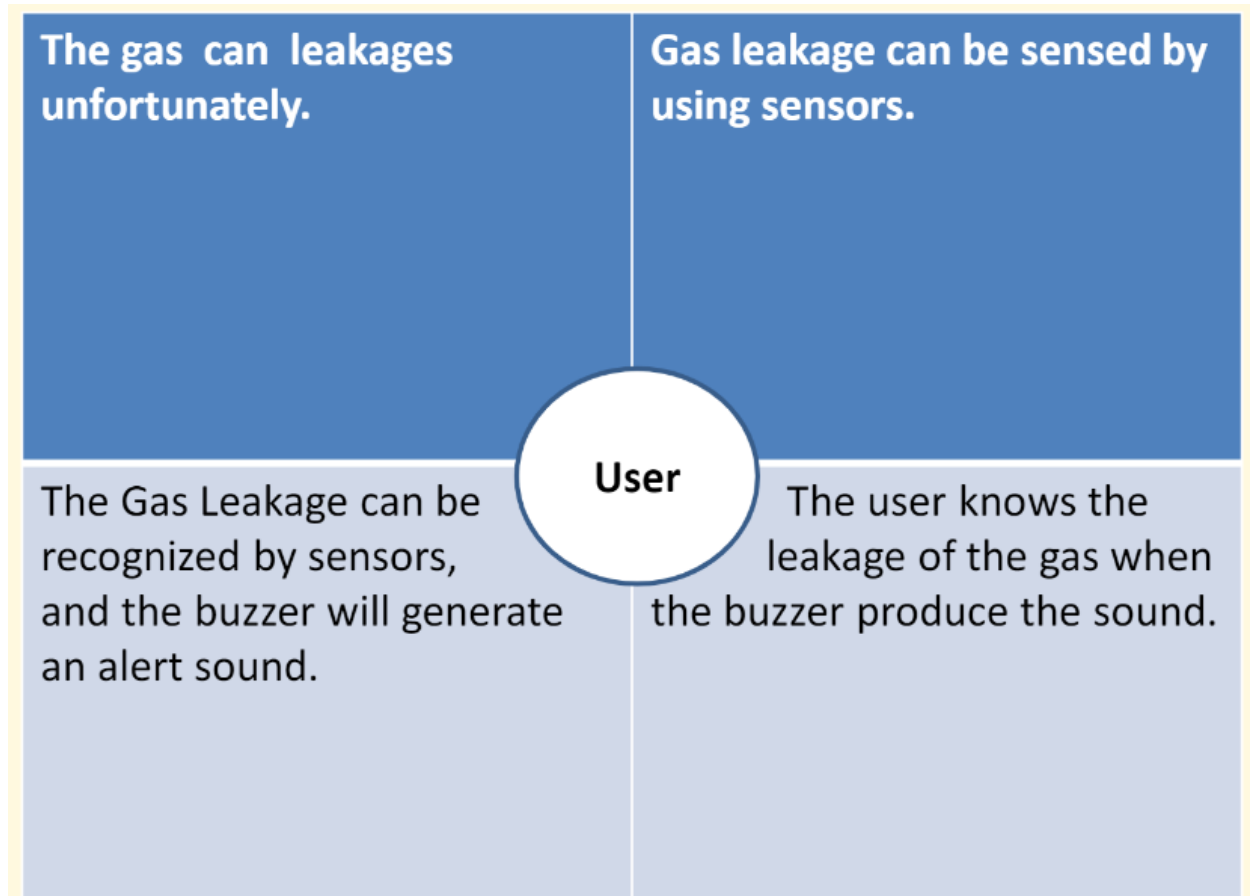 The gas can leakages
unfortunately.
Gas leakage can be sensed by
using sensors.
User
The Gas Leakage can be
recognized by sensors,
and the buzzer will generate
an alert sound.
The user knows the
leakage of the gas when
the buzzer produce the sound.